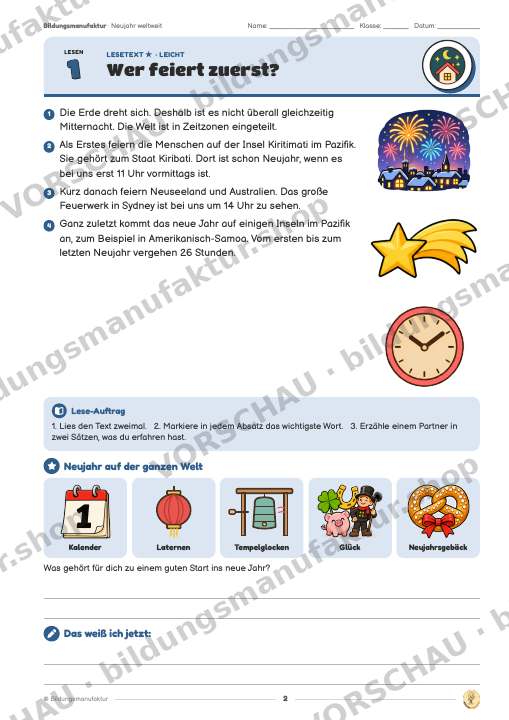 Bildungsmanufaktur · Neujahr weltweit Name: Klasse: Datum:
LESEN
1
LESETEXT ★ · LEICHT
Wer feiert zuerst?
1 Die Erde dreht sich. Deshalb ist es nicht überall gleichzeitig
Mitternacht. Die Welt ist in Zeitzonen eingeteilt.
2 Als Erstes feiern die Menschen auf der Insel Kiritimati im Pazifik.
Sie gehört zum Staat Kiribati. Dort ist schon Neujahr, wenn es
bei uns erst 11 Uhr vormittags ist.
3 Kurz danach feiern Neuseeland und Australien. Das große
Feuerwerk in Sydney ist bei uns um 14 Uhr zu sehen.
4 Ganz zuletzt kommt das neue Jahr auf einigen Inseln im Pazifik
an, zum Beispiel in Amerikanisch-Samoa. Vom ersten bis zum
letzten Neujahr vergehen 26 Stunden.
Lese-Auftrag
1. Lies den Text zweimal. 2. Markiere in jedem Absatz das wichtigste Wort. 3. Erzähle einem Partner in
zwei Sätzen, was du erfahren hast.
Neujahr auf der ganzen Welt
1
Kalender
Laternen
Tempelglocken
Glück
Neujahrsgebäck
Was gehört für dich zu einem guten Start ins neue Jahr?
Das weiß ich jetzt:
© Bildungsmanufaktur
2
VORSCHAU · bildungsmanufaktur.shop